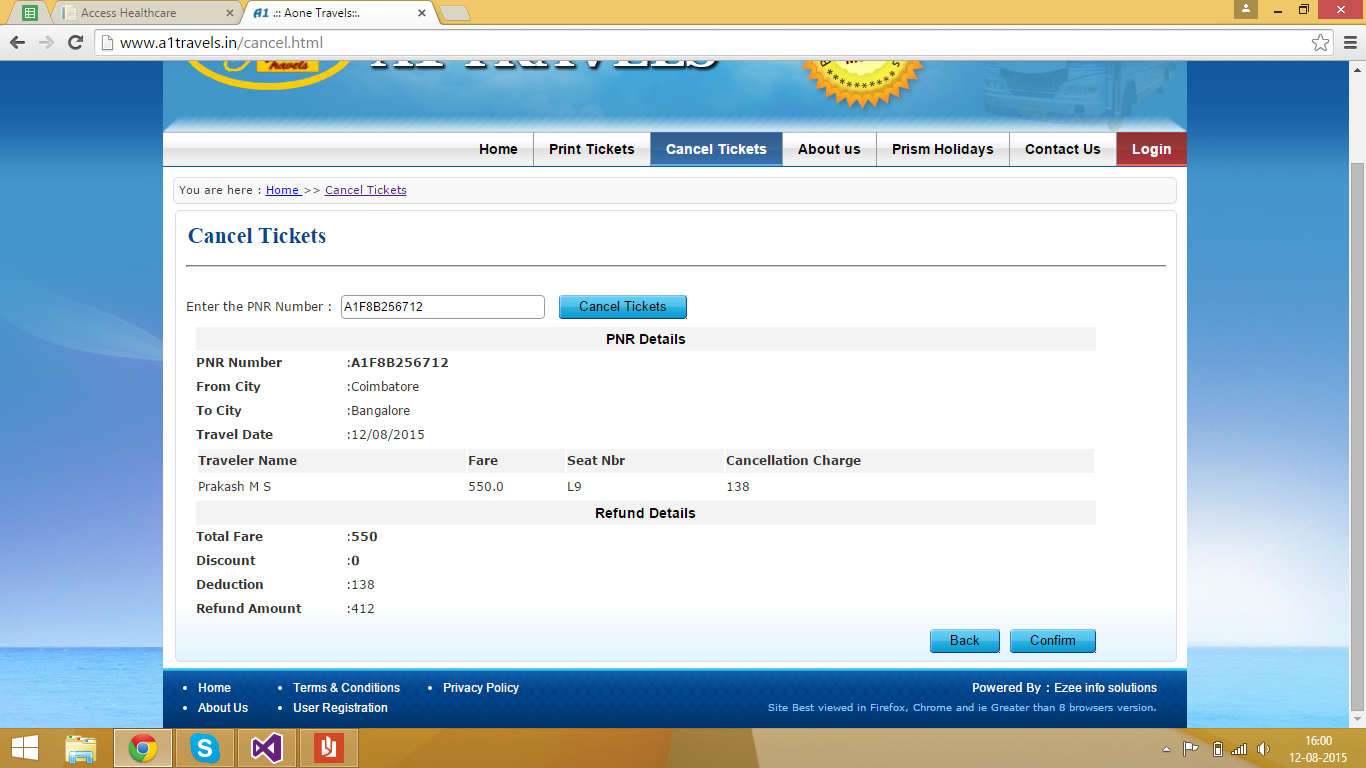 Access Healthcare
A1 .:: Aone Travels::.
www.a1travels.in/cancel.html
Travels
A1 TRAVELS
Home Print Tickets Cancel Tickets About us Prism Holidays Contact Us Login
You are here : Home >> Cancel Tickets
Cancel Tickets
Enter the PNR Number : A1F8B256712 Cancel Tickets
PNR Details
PNR Number :A1F8B256712
From City :Coimbatore
To City :Bangalore
Travel Date :12/08/2015
Traveler Name Fare Seat Nbr Cancellation Charge
Prakash M S 550.0 L9 138
Refund Details
Total Fare :550
Discount :0
Deduction :138
Refund Amount :412
Back Confirm
Home Terms & Conditions Privacy Policy
About Us User Registration
Powered By : Ezee info solutions
Site Best viewed in Firefox, Chrome and ie Greater than 8 browsers version.
16:00
12-08-2015